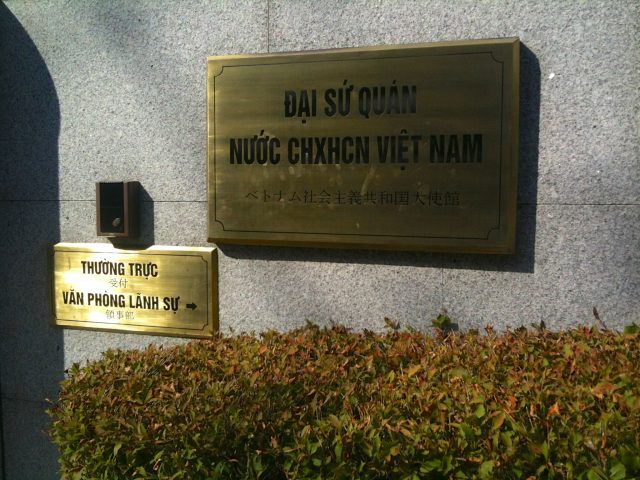 ĐẠI SỨ QUÁN
NƯỚC CHXHCN VIỆT NAM
ベトナム社会主義共和国大使館
THƯỜNG TRỰC
受付
VĂN PHÒNG LÃNH SỰ →
領事部